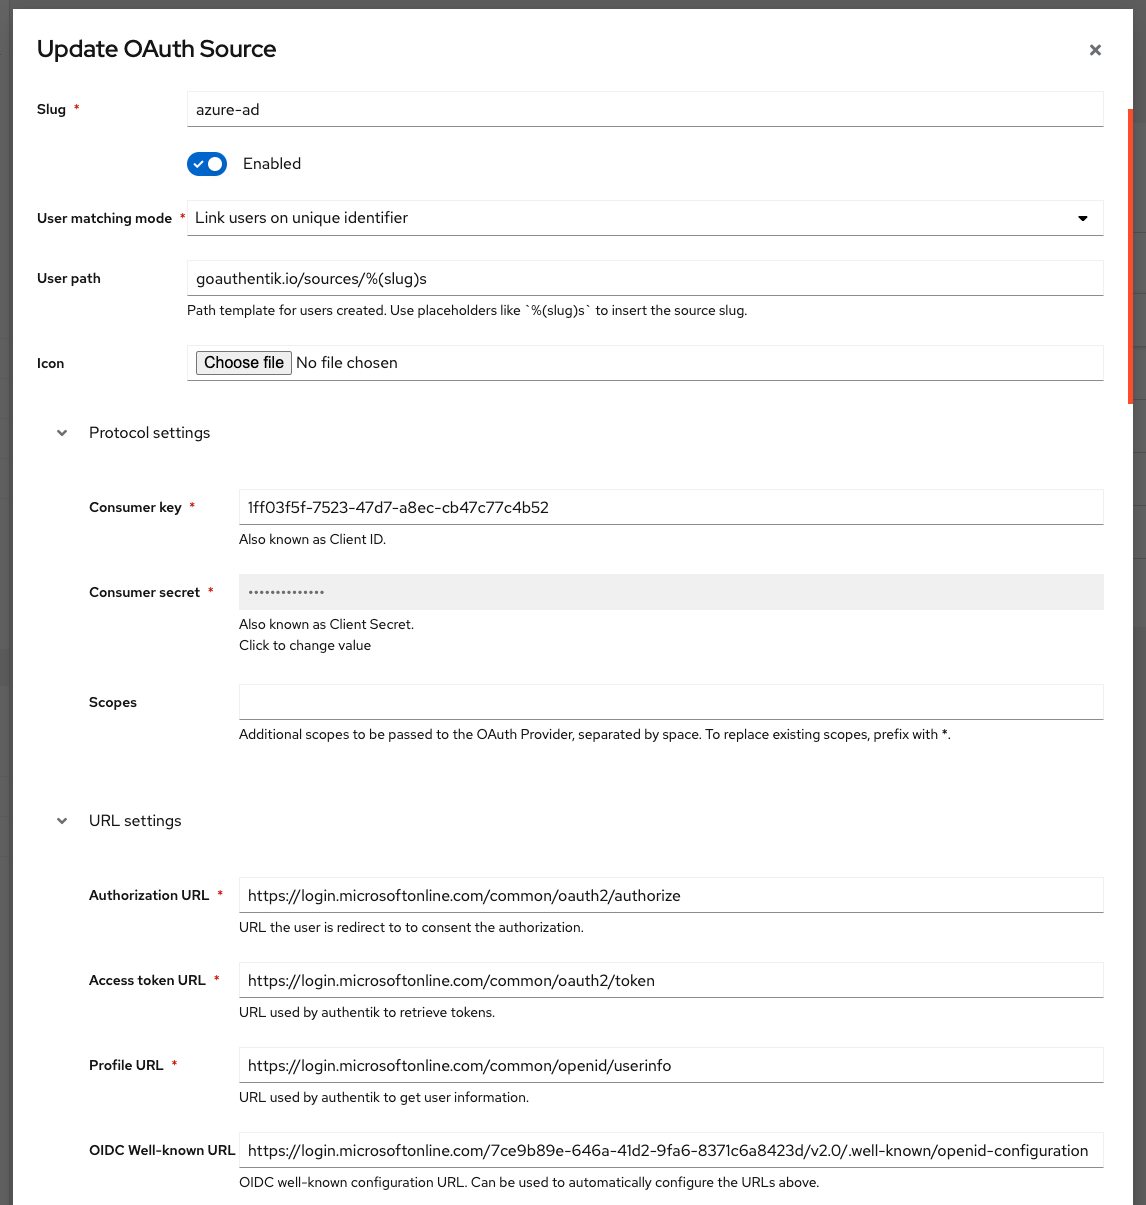 Update OAuth Source
Slug *
azure-ad
Enabled
User matching mode *
Link users on unique identifier
User path
goauthentik.io/sources/%(slug)s
Path template for users created. Use placeholders like `%(slug)s` to insert the source slug.
Icon
Choose file No file chosen
Protocol settings
Consumer key *
1ff03f5f-7523-47d7-a8ec-cb47c77c4b52
Also known as Client ID.
Consumer secret *
••••••••••••••
Also known as Client Secret.
Click to change value
Scopes
Additional scopes to be passed to the OAuth Provider, separated by space. To replace existing scopes, prefix with *.
URL settings
Authorization URL *
https://login.microsoftonline.com/common/oauth2/authorize
URL the user is redirect to to consent the authorization.
Access token URL *
https://login.microsoftonline.com/common/oauth2/token
URL used by authentik to retrieve tokens.
Profile URL *
https://login.microsoftonline.com/common/openid/userinfo
URL used by authentik to get user information.
OIDC Well-known URL
https://login.microsoftonline.com/7ce9b89e-646a-41d2-9fa6-8371c6a8423d/v2.0/.well-known/openid-configuration
OIDC well-known configuration URL. Can be used to automatically configure the URLs above.